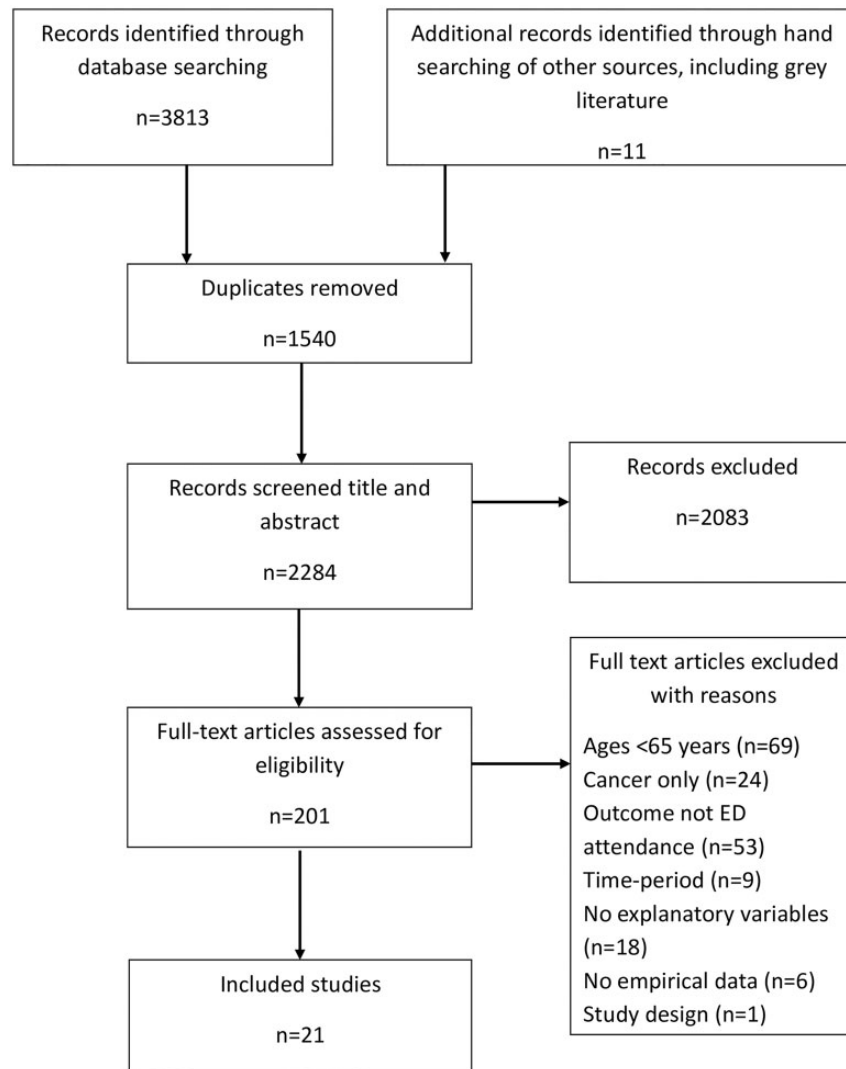 Records identified through
database searching
n=3813
Additional records identified through hand
searching of other sources, including grey
literature
n=11
Duplicates removed
n=1540
Records screened title and
abstract
n=2284
Records excluded
n=2083
Full-text articles assessed for
eligibility
n=201
Full text articles excluded
with reasons
Ages <65 years (n=69)
Cancer only (n=24)
Outcome not ED
attendance (n=53)
Time-period (n=9)
No explanatory variables
(n=18)
No empirical data (n=6)
Study design (n=1)
Included studies
n=21